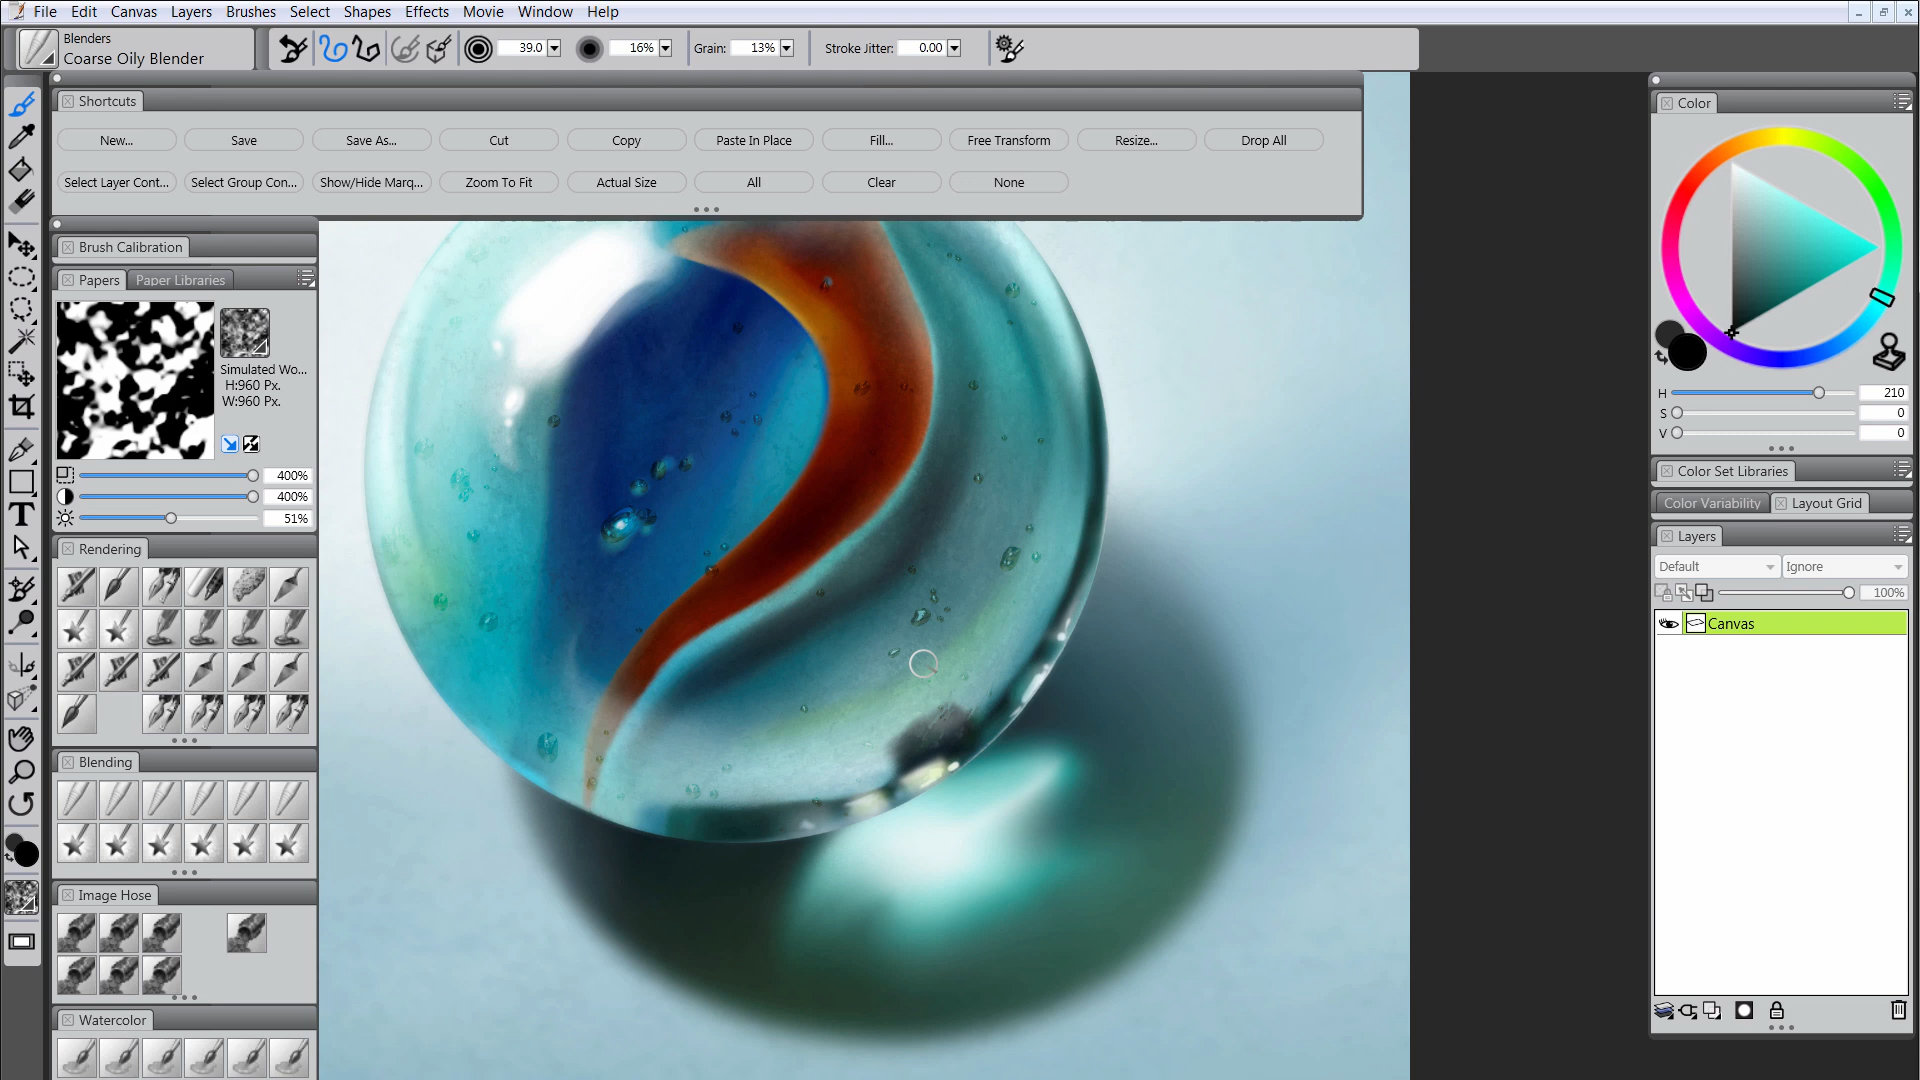 File Edit Canvas Layers Brushes Select Shapes Effects Movie Window Help
Blenders
Coarse Oily Blender
39.0 16% Grain: 13% Stroke Jitter: 0.00
Shortcuts
New... Save Save As... Cut Copy Paste In Place Fill... Free Transform Resize... Drop All
Select Layer Cont... Select Group Con... Show/Hide Marq... Zoom To Fit Actual Size All Clear None
Brush Calibration
Papers Paper Libraries
Simulated Wo...
H:960 Px.
W:960 Px.
400%
400%
51%
Rendering
Blending
Image Hose
Watercolor
T
Color
H 210
S 0
V 0
Color Set Libraries
Color Variability Layout Grid
Layers
Default Ignore
100%
Canvas